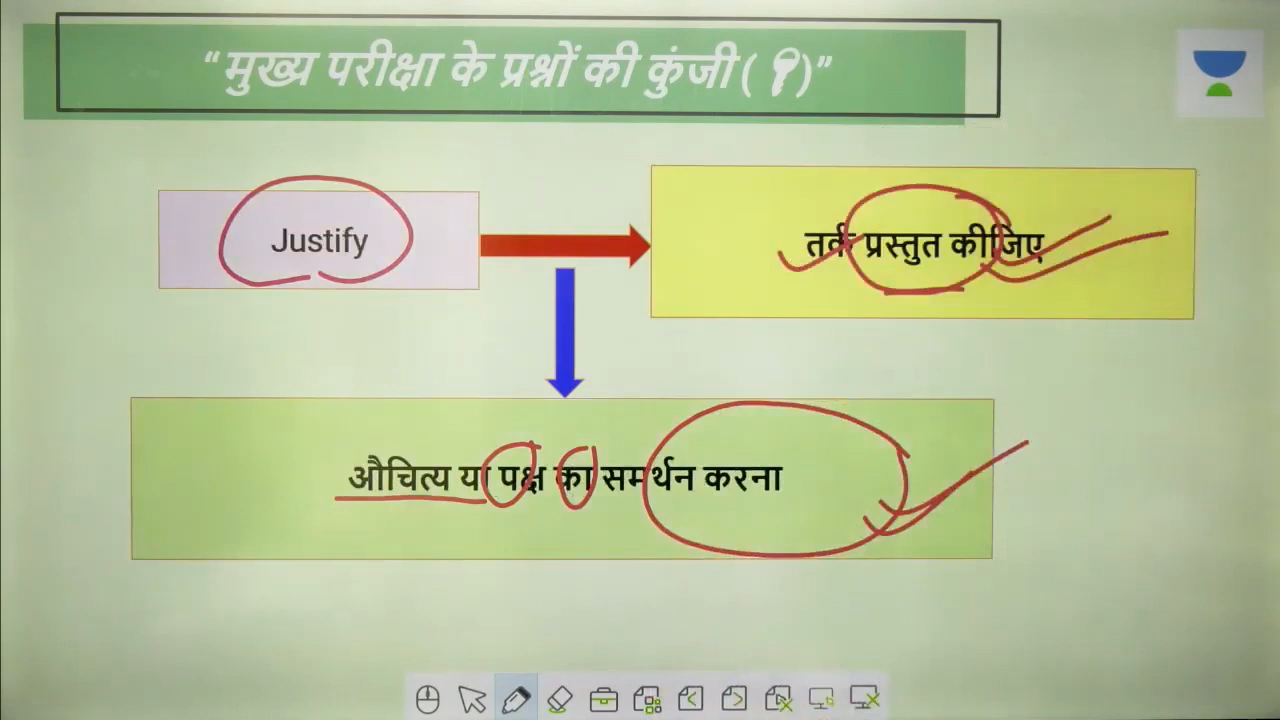 “मुख्य परीक्षा के प्रश्नों की कुंजी ( )”
Justify
तर्क प्रस्तुत कीजिए
औचित्य या पक्ष का समर्थन करना